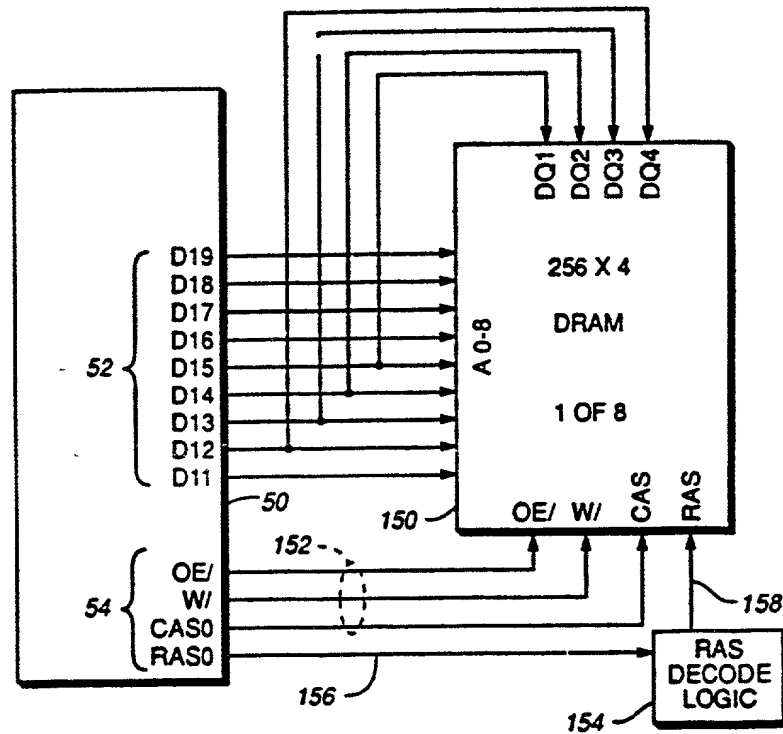 DQ1
DQ2
DQ3
DQ4
D19
D18
D17
D16
D15
D14
D13
D12
D11
52
A 0-8
256 X 4
DRAM
1 OF 8
50
150
OE/
W/
CAS
RAS
152
54
OE/
W/
CAS0
RAS0
156
158
RAS
DECODE
LOGIC
154